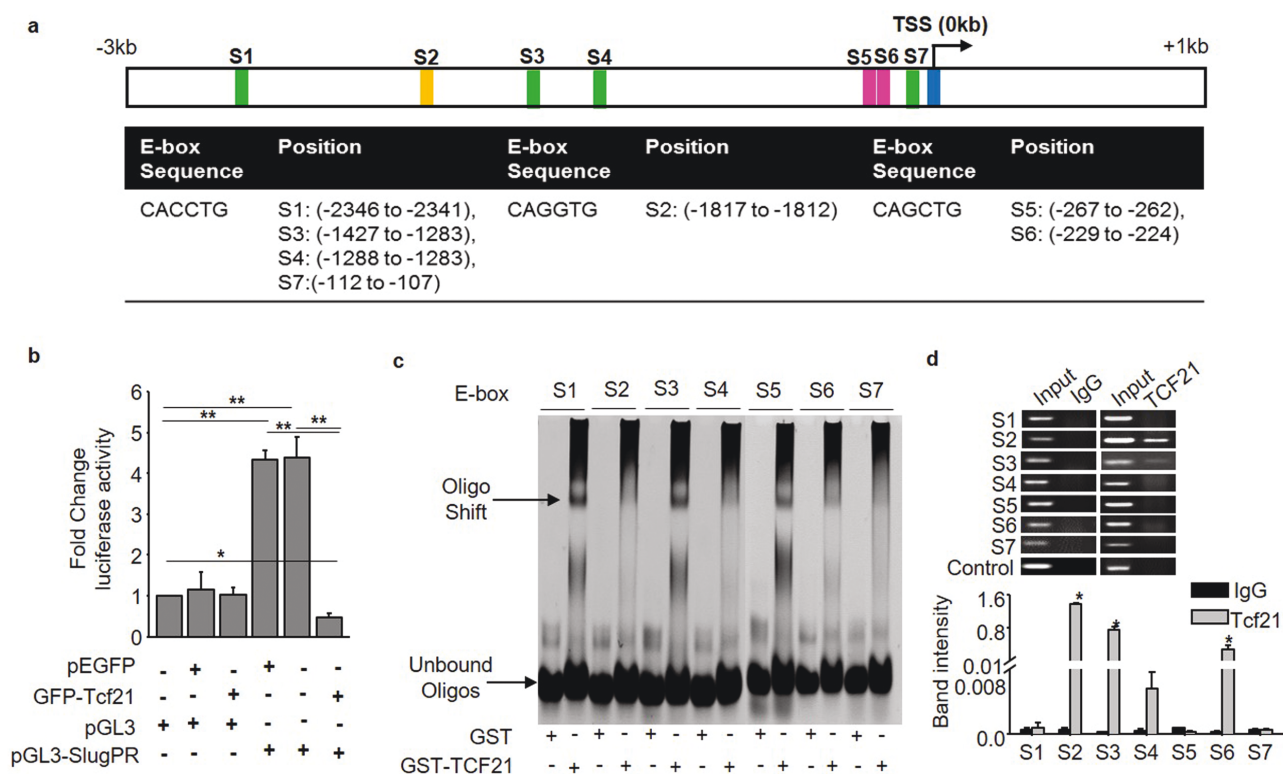 a
TSS (0kb)
-3kb S1 S2 S3 S4 S5 S6 S7 +1kb
E-box Sequence Position E-box Sequence Position E-box Sequence Position
CACCTG S1: (-2346 to -2341), CAGGTG S2: (-1817 to -1812) CAGCTG S5: (-267 to -262),
S3: (-1427 to -1283), S6: (-229 to -224)
S4: (-1288 to -1283),
S7:(-112 to -107)
b
Fold Change
luciferase activity
6
5
4
3
2
1
0
**
**
** **
*
pEGFP - + - + - -
GFP-Tcf21 - - + - - +
pGL3 + + + - - -
pGL3-SlugPR - - - + + +
c
E-box S1 S2 S3 S4 S5 S6 S7
Oligo
Shift
Unbound
Oligos
GST + - + - + - + - + - + - + -
GST-TCF21 - + - + - + - + - + - + - +
d
Input IgG Input TCF21
S1
S2
S3
S4
S5
S6
S7
Control
IgG
Tcf21
Band intensity
1.6
0.8
0.01
0.008
0.0
* * *
S1 S2 S3 S4 S5 S6 S7